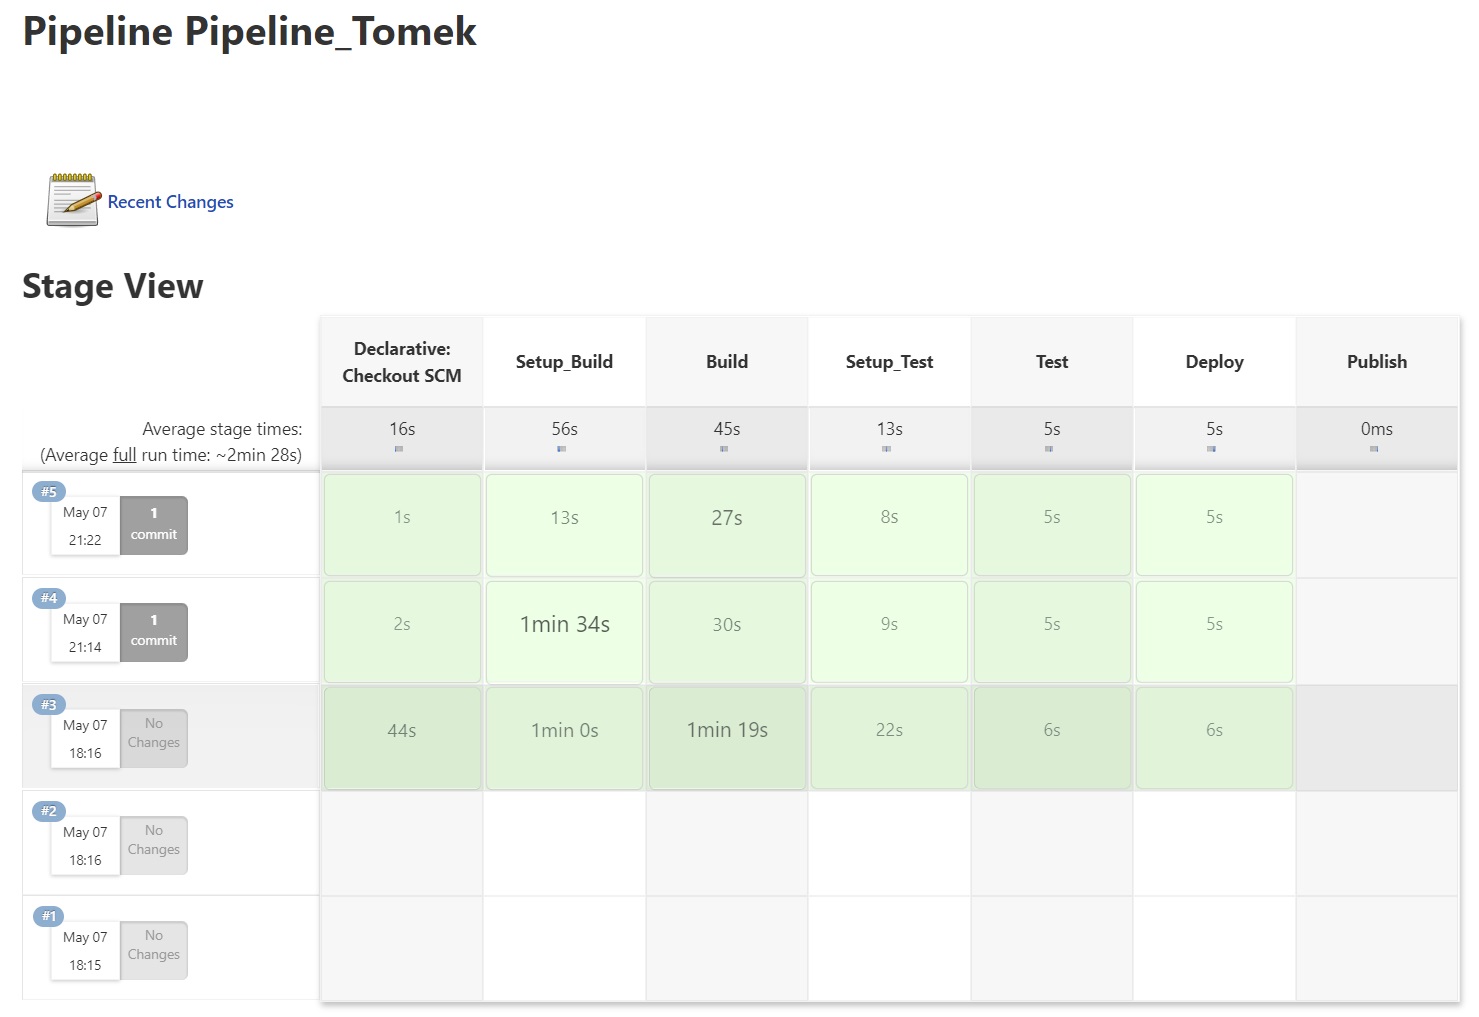 Pipeline Pipeline_Tomek
Recent Changes
Stage View
Declarative:
Checkout SCM
Setup_Build
Build
Setup_Test
Test
Deploy
Publish
Average stage times:
(Average full run time: ~2min 28s)
16s
56s
45s
13s
5s
5s
0ms
#5
May 07
21:22
1
commit
1s
13s
27s
8s
5s
5s
#4
May 07
21:14
1
commit
2s
1min 34s
30s
9s
5s
5s
#3
May 07
18:16
No
Changes
44s
1min 0s
1min 19s
22s
6s
6s
#2
May 07
18:16
No
Changes
#1
May 07
18:15
No
Changes